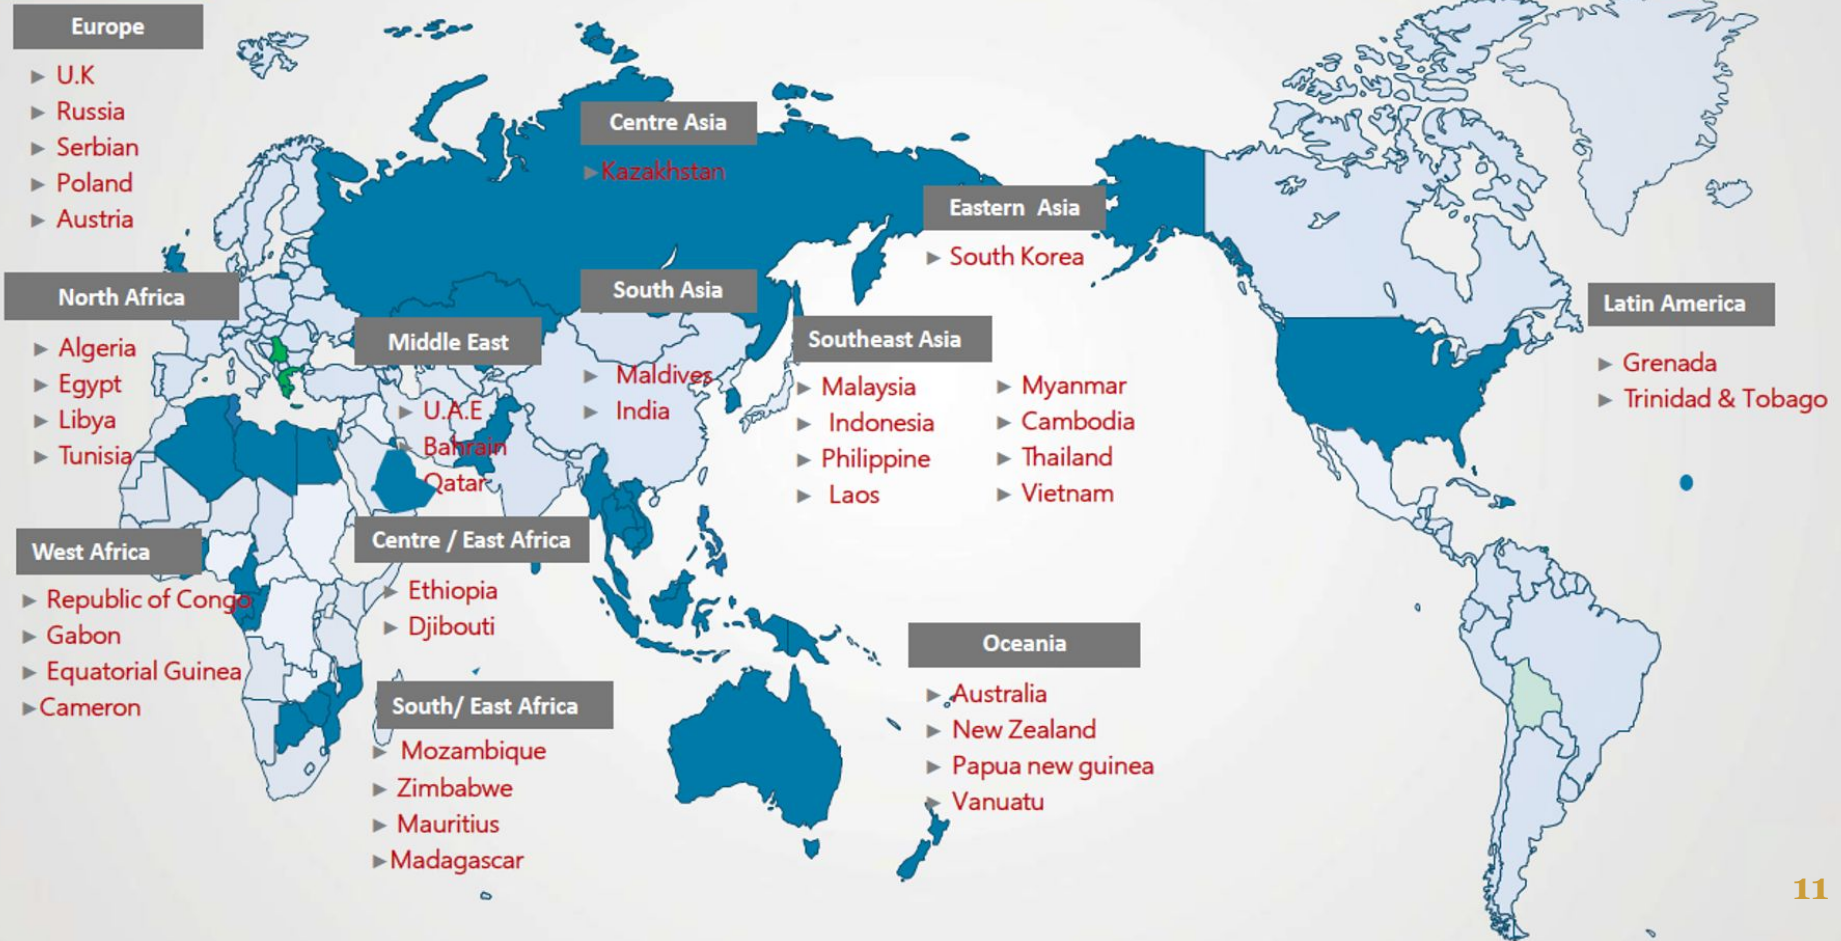 Europe
U.K
Russia
Serbian
Poland
Austria
North Africa
Algeria
Egypt
Libya
Tunisia
West Africa
Republic of Congo
Gabon
Equatorial Guinea
Cameron
Middle East
U.A.E
Bahrain
Qatar
Centre / East Africa
Ethiopia
Djibouti
South/ East Africa
Mozambique
Zimbabwe
Mauritius
Madagascar
Centre Asia
Kazakhstan
South Asia
Maldives
India
Eastern Asia
South Korea
Southeast Asia
Malaysia
Indonesia
Philippine
Laos
Myanmar
Cambodia
Thailand
Vietnam
Oceania
Australia
New Zealand
Papua new guinea
Vanuatu
Latin America
Grenada
Trinidad & Tobago
11